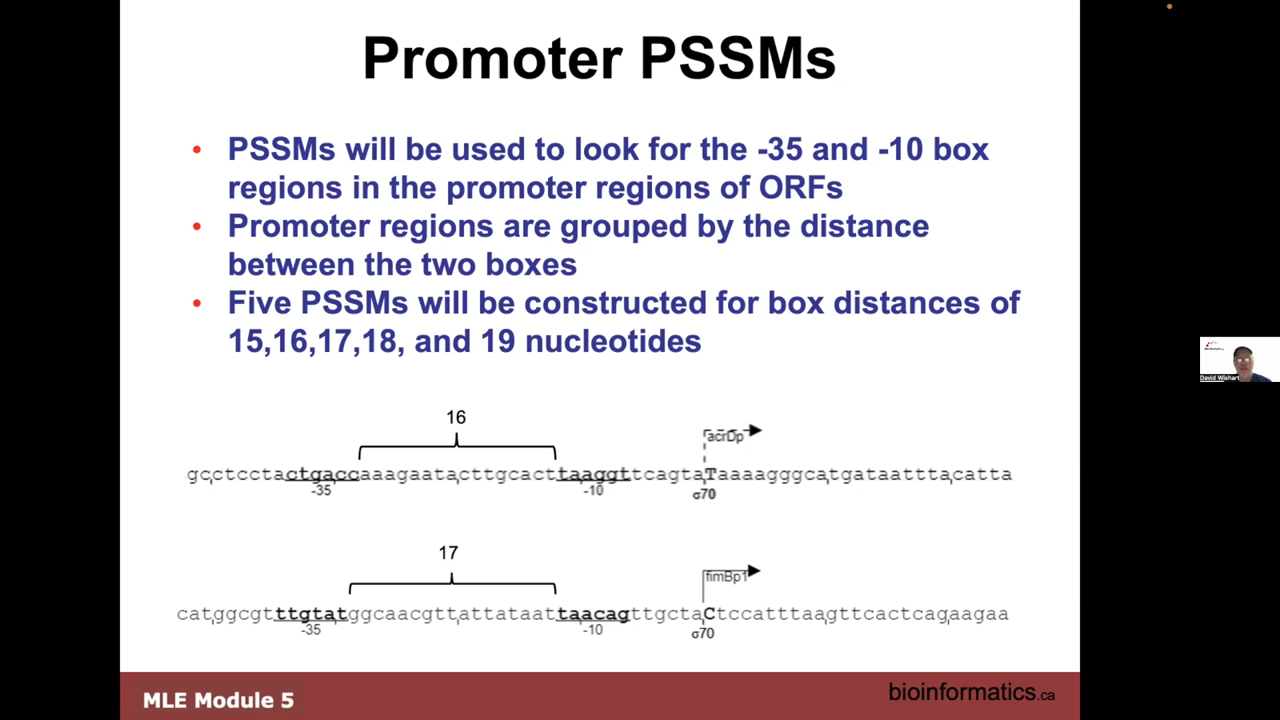 Promoter PSSMs
• PSSMs will be used to look for the -35 and -10 box
regions in the promoter regions of ORFs
• Promoter regions are grouped by the distance
between the two boxes
• Five PSSMs will be constructed for box distances of
15,16,17,18, and 19 nucleotides
16
acrDp
gcctcctactgaccaaagaatacttgcacttaaggttcagtaTaaaagggcatgataatttacatta
-35
-10
σ70
17
fimBp1
catggcgtttgtatggcaacgttattataattaacagttgctaCtccatttaagttcactcagaagaa
-35
-10
σ70
David Wishart
MLE Module 5
bioinformatics.ca